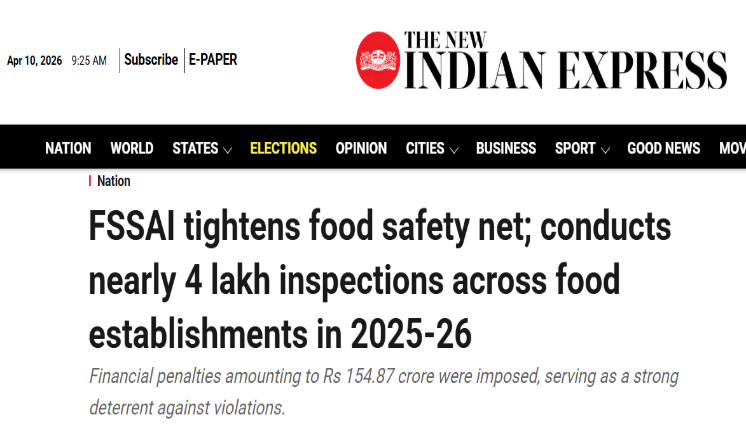 Apr 10, 2026 9:25 AM Subscribe E-PAPER
THE NEW
INDIAN EXPRESS
NATION WORLD STATES ELECTIONS OPINION CITIES BUSINESS SPORT GOOD NEWS MOV
Nation
FSSAI tightens food safety net; conducts
nearly 4 lakh inspections across food
establishments in 2025-26
Financial penalties amounting to Rs 154.87 crore were imposed, serving as a strong
deterrent against violations.